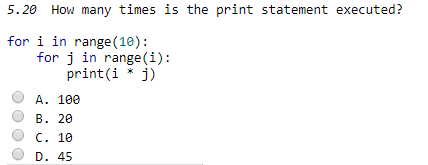 5.20 How many times is the print statement executed?
for i in range(10):
    for j in range(i):
        print(i * j)
A. 100
B. 20
C. 10
D. 45